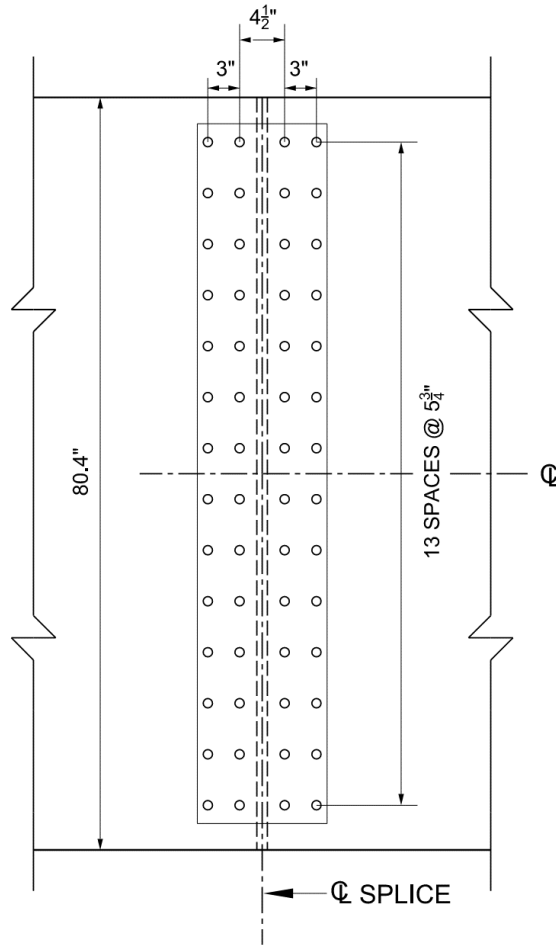 4½"
3" 3"
80.4"
13 SPACES @ 5¾"
℄
℄ SPLICE